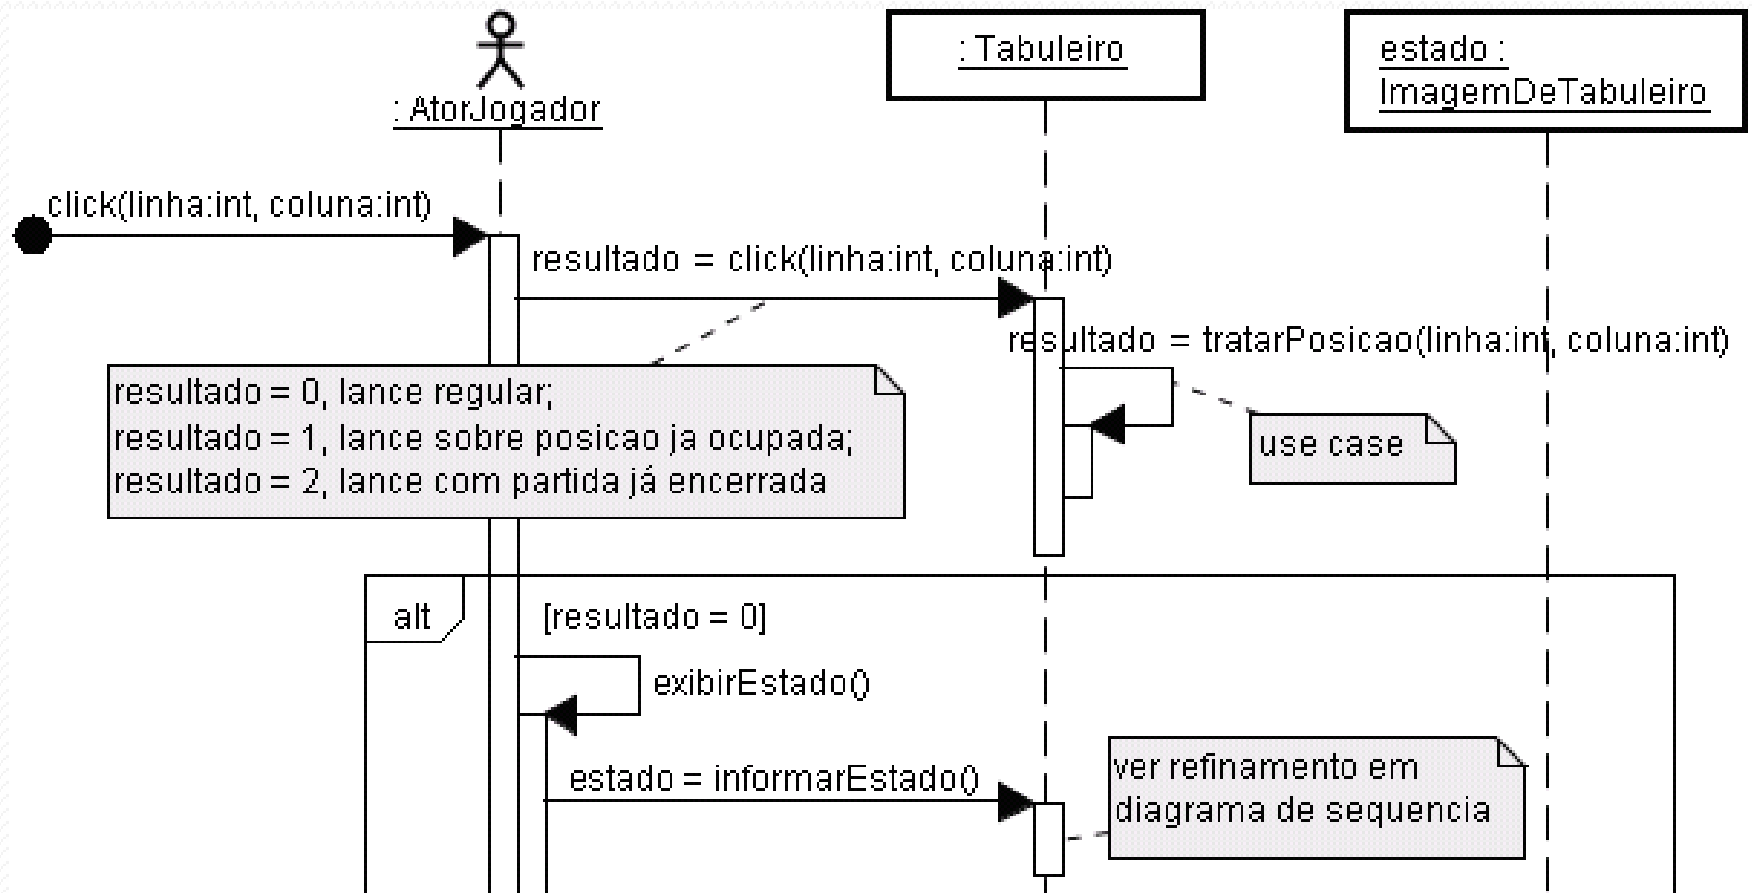 : AtorJogador
: Tabuleiro
estado :
ImagemDeTabuleiro
click(linha:int, coluna:int)
resultado = click(linha:int, coluna:int)
resultado = tratarPosicao(linha:int, coluna:int)
resultado = 0, lance regular;
resultado = 1, lance sobre posicao ja ocupada;
resultado = 2, lance com partida já encerrada
use case
alt
[resultado = 0]
exibirEstado()
estado = informarEstado()
ver refinamento em
diagrama de sequencia